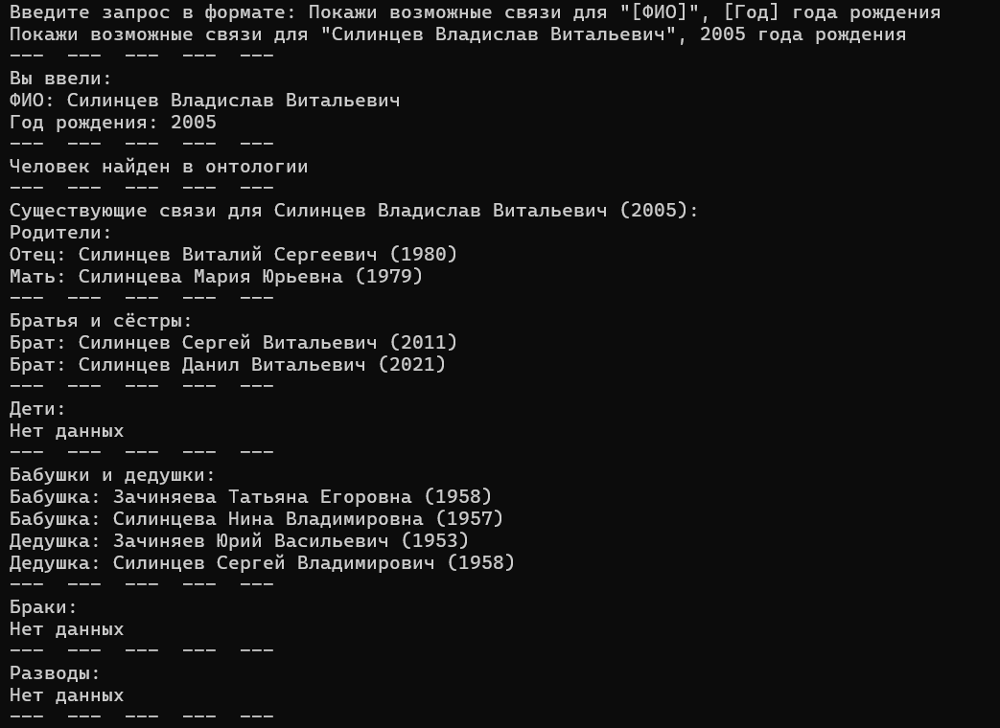 Введите запрос в формате: Покажи возможные связи для "[ФИО]", [Год] года рождения
Покажи возможные связи для "Силинцев Владислав Витальевич", 2005 года рождения
---  ---  ---  ---  ---
Вы ввели:
ФИО: Силинцев Владислав Витальевич
Год рождения: 2005
---  ---  ---  ---  ---
Человек найден в онтологии
---  ---  ---  ---  ---
Существующие связи для Силинцев Владислав Витальевич (2005):
Родители:
Отец: Силинцев Виталий Сергеевич (1980)
Мать: Силинцева Мария Юрьевна (1979)
---  ---  ---  ---  ---
Братья и сёстры:
Брат: Силинцев Сергей Витальевич (2011)
Брат: Силинцев Данил Витальевич (2021)
---  ---  ---  ---  ---
Дети:
Нет данных
---  ---  ---  ---  ---
Бабушки и дедушки:
Бабушка: Зачиняева Татьяна Егоровна (1958)
Бабушка: Силинцева Нина Владимировна (1957)
Дедушка: Зачиняев Юрий Васильевич (1953)
Дедушка: Силинцев Сергей Владимирович (1958)
---  ---  ---  ---  ---
Браки:
Нет данных
---  ---  ---  ---  ---
Разводы:
Нет данных
---  ---  ---  ---  ---